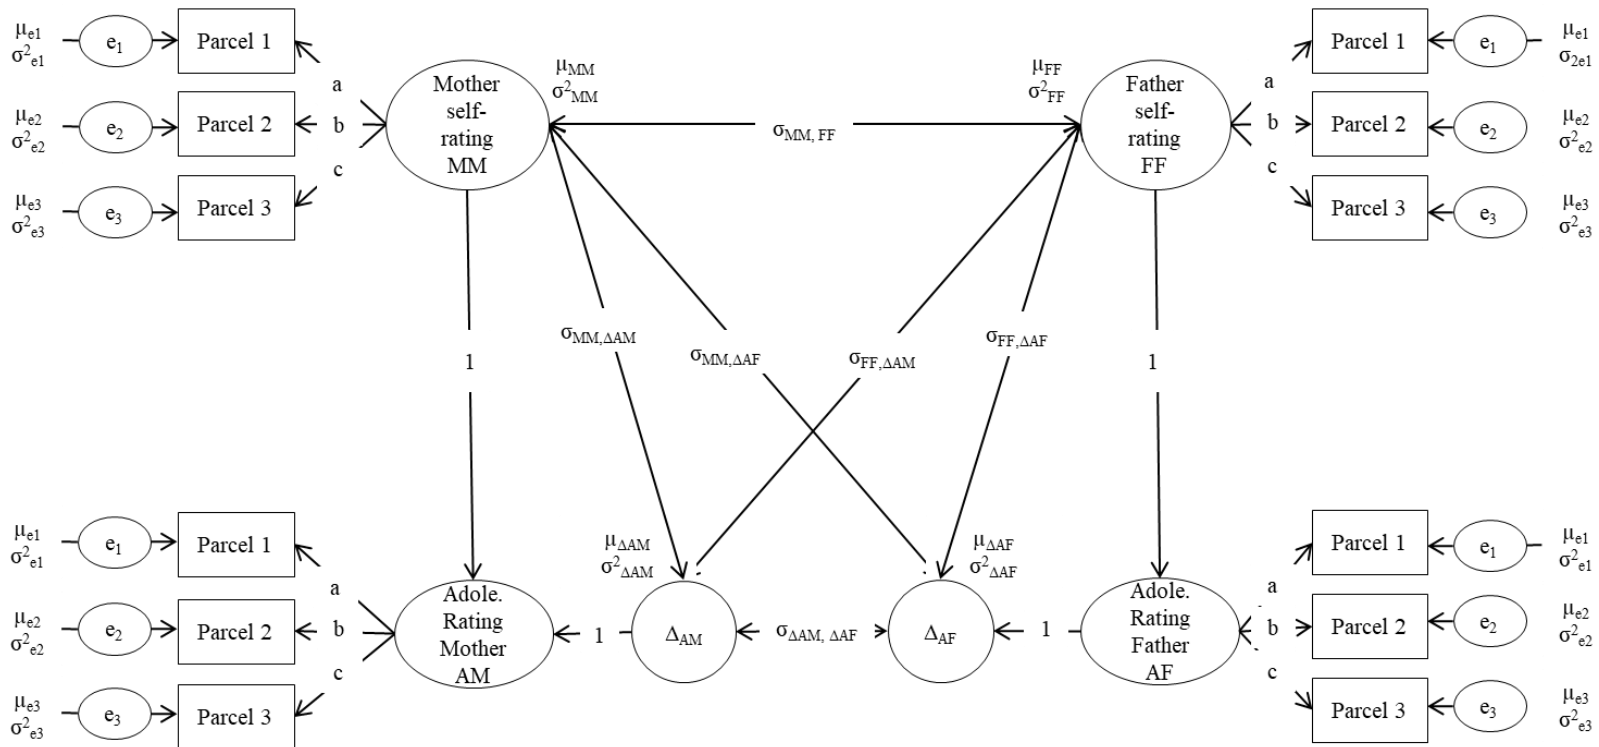 μe1
σ²e1
e1
Parcel 1
a
μe2
σ²e2
e2
Parcel 2
b
μe3
σ²e3
e3
Parcel 3
c
Mother
self-
rating
MM
μMM
σ²MM
σMM, FF
μFF
σ²FF
Father
self-
rating
FF
a
Parcel 1
e1
μe1
σ2e1
b
Parcel 2
e2
μe2
σ²e2
c
Parcel 3
e3
μe3
σ²e3
1
σMM,ΔAM
σMM,ΔAF
σFF,ΔAM
σFF,ΔAF
1
μe1
σ²e1
e1
Parcel 1
a
μe2
σ²e2
e2
Parcel 2
b
μe3
σ²e3
e3
Parcel 3
c
Adole.
Rating
Mother
AM
1
μΔAM
σ²ΔAM
ΔAM
σΔAM, ΔAF
μΔAF
σ²ΔAF
ΔAF
1
Adole.
Rating
Father
AF
a
Parcel 1
e1
μe1
σ²e1
b
Parcel 2
e2
μe2
σ²e2
c
Parcel 3
e3
μe3
σ²e3